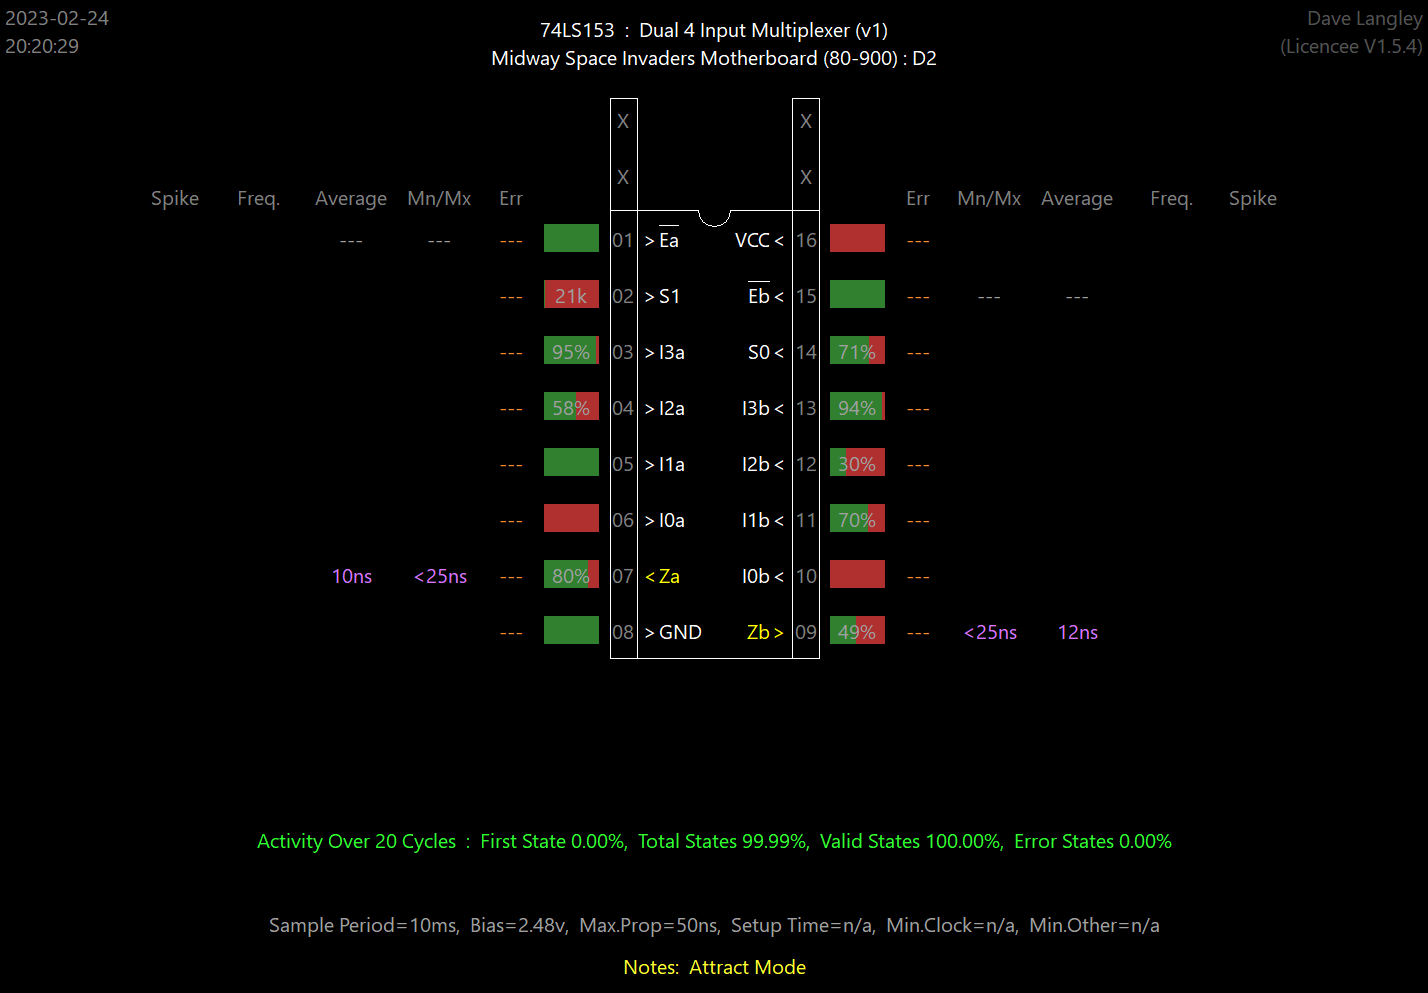 2023-02-24
20:20:29
74LS153 : Dual 4 Input Multiplexer (v1)
Midway Space Invaders Motherboard (80-900) : D2
Dave Langley
(Licencee V1.5.4)
X X
X X
Spike Freq. Average Mn/Mx Err Err Mn/Mx Average Freq. Spike
--- --- --- 01 > Ea VCC < 16 ---
--- 21k 02 > S1 Eb < 15 --- --- ---
--- 95% 03 > I3a S0 < 14 71% ---
--- 58% 04 > I2a I3b < 13 94% ---
--- 05 > I1a I2b < 12 30% ---
--- 06 > I0a I1b < 11 70% ---
10ns <25ns --- 80% 07 < Za I0b < 10 ---
--- 08 > GND Zb > 09 49% --- <25ns 12ns
Activity Over 20 Cycles : First State 0.00%, Total States 99.99%, Valid States 100.00%, Error States 0.00%
Sample Period=10ms, Bias=2.48v, Max.Prop=50ns, Setup Time=n/a, Min.Clock=n/a, Min.Other=n/a
Notes: Attract Mode